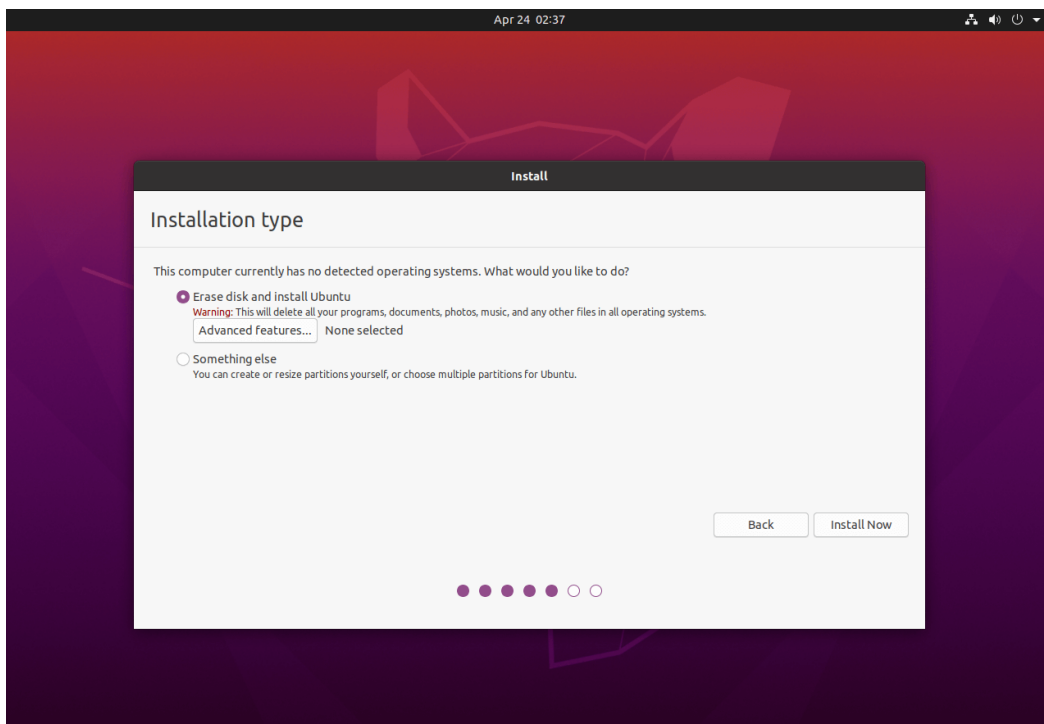 Apr 24 02:37
Install
Installation type
This computer currently has no detected operating systems. What would you like to do?
Erase disk and install Ubuntu
Warning: This will delete all your programs, documents, photos, music, and any other files in all operating systems.
Advanced features... None selected
Something else
You can create or resize partitions yourself, or choose multiple partitions for Ubuntu.
Back Install Now